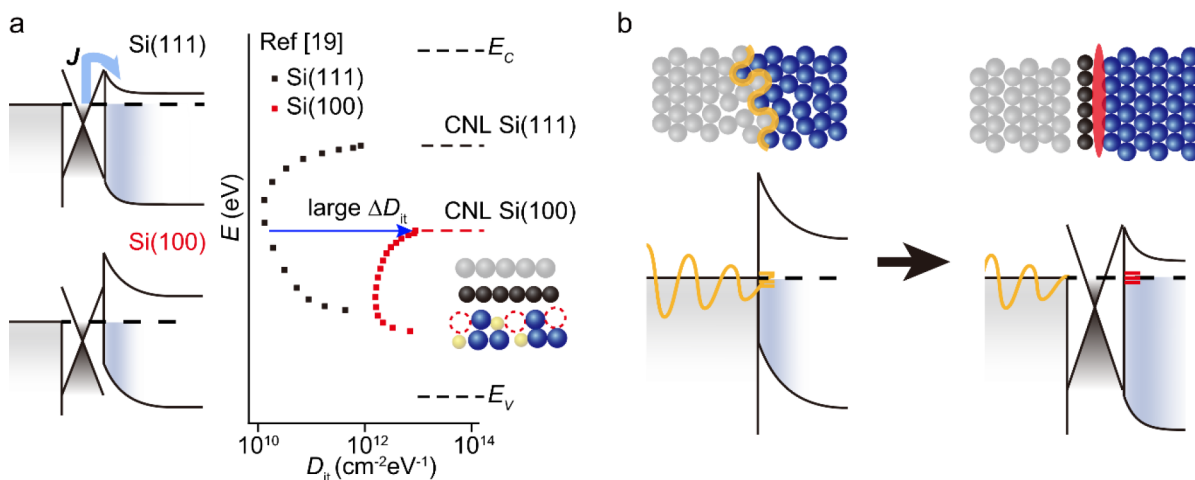 a
J
Si(111)
Si(100)
Ref [19]
Si(111)
Si(100)
E_C
CNL Si(111)
large ΔD_it
CNL Si(100)
E_V
E (eV)
10^10
10^12
10^14
D_it (cm^-2eV^-1)
b